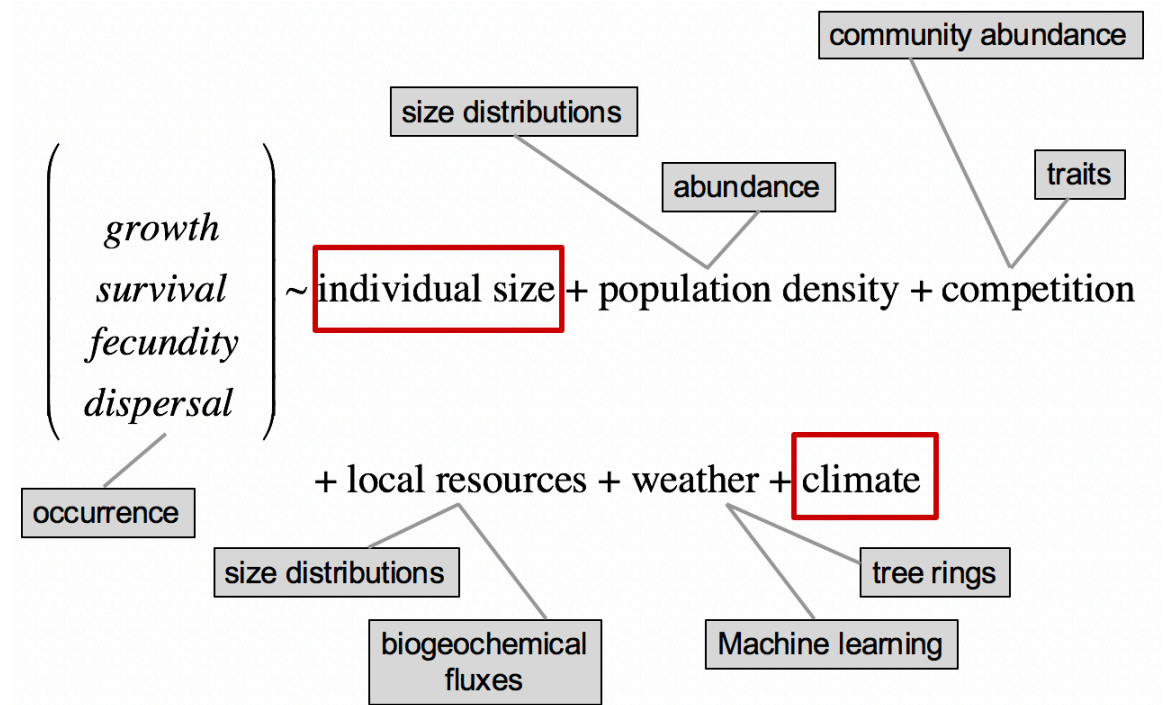 community abundance
size distributions
abundance
traits
growth
survival
fecundity
dispersal
~ individual size + population density + competition
+ local resources + weather + climate
occurrence
size distributions
tree rings
biogeochemical
fluxes
Machine learning